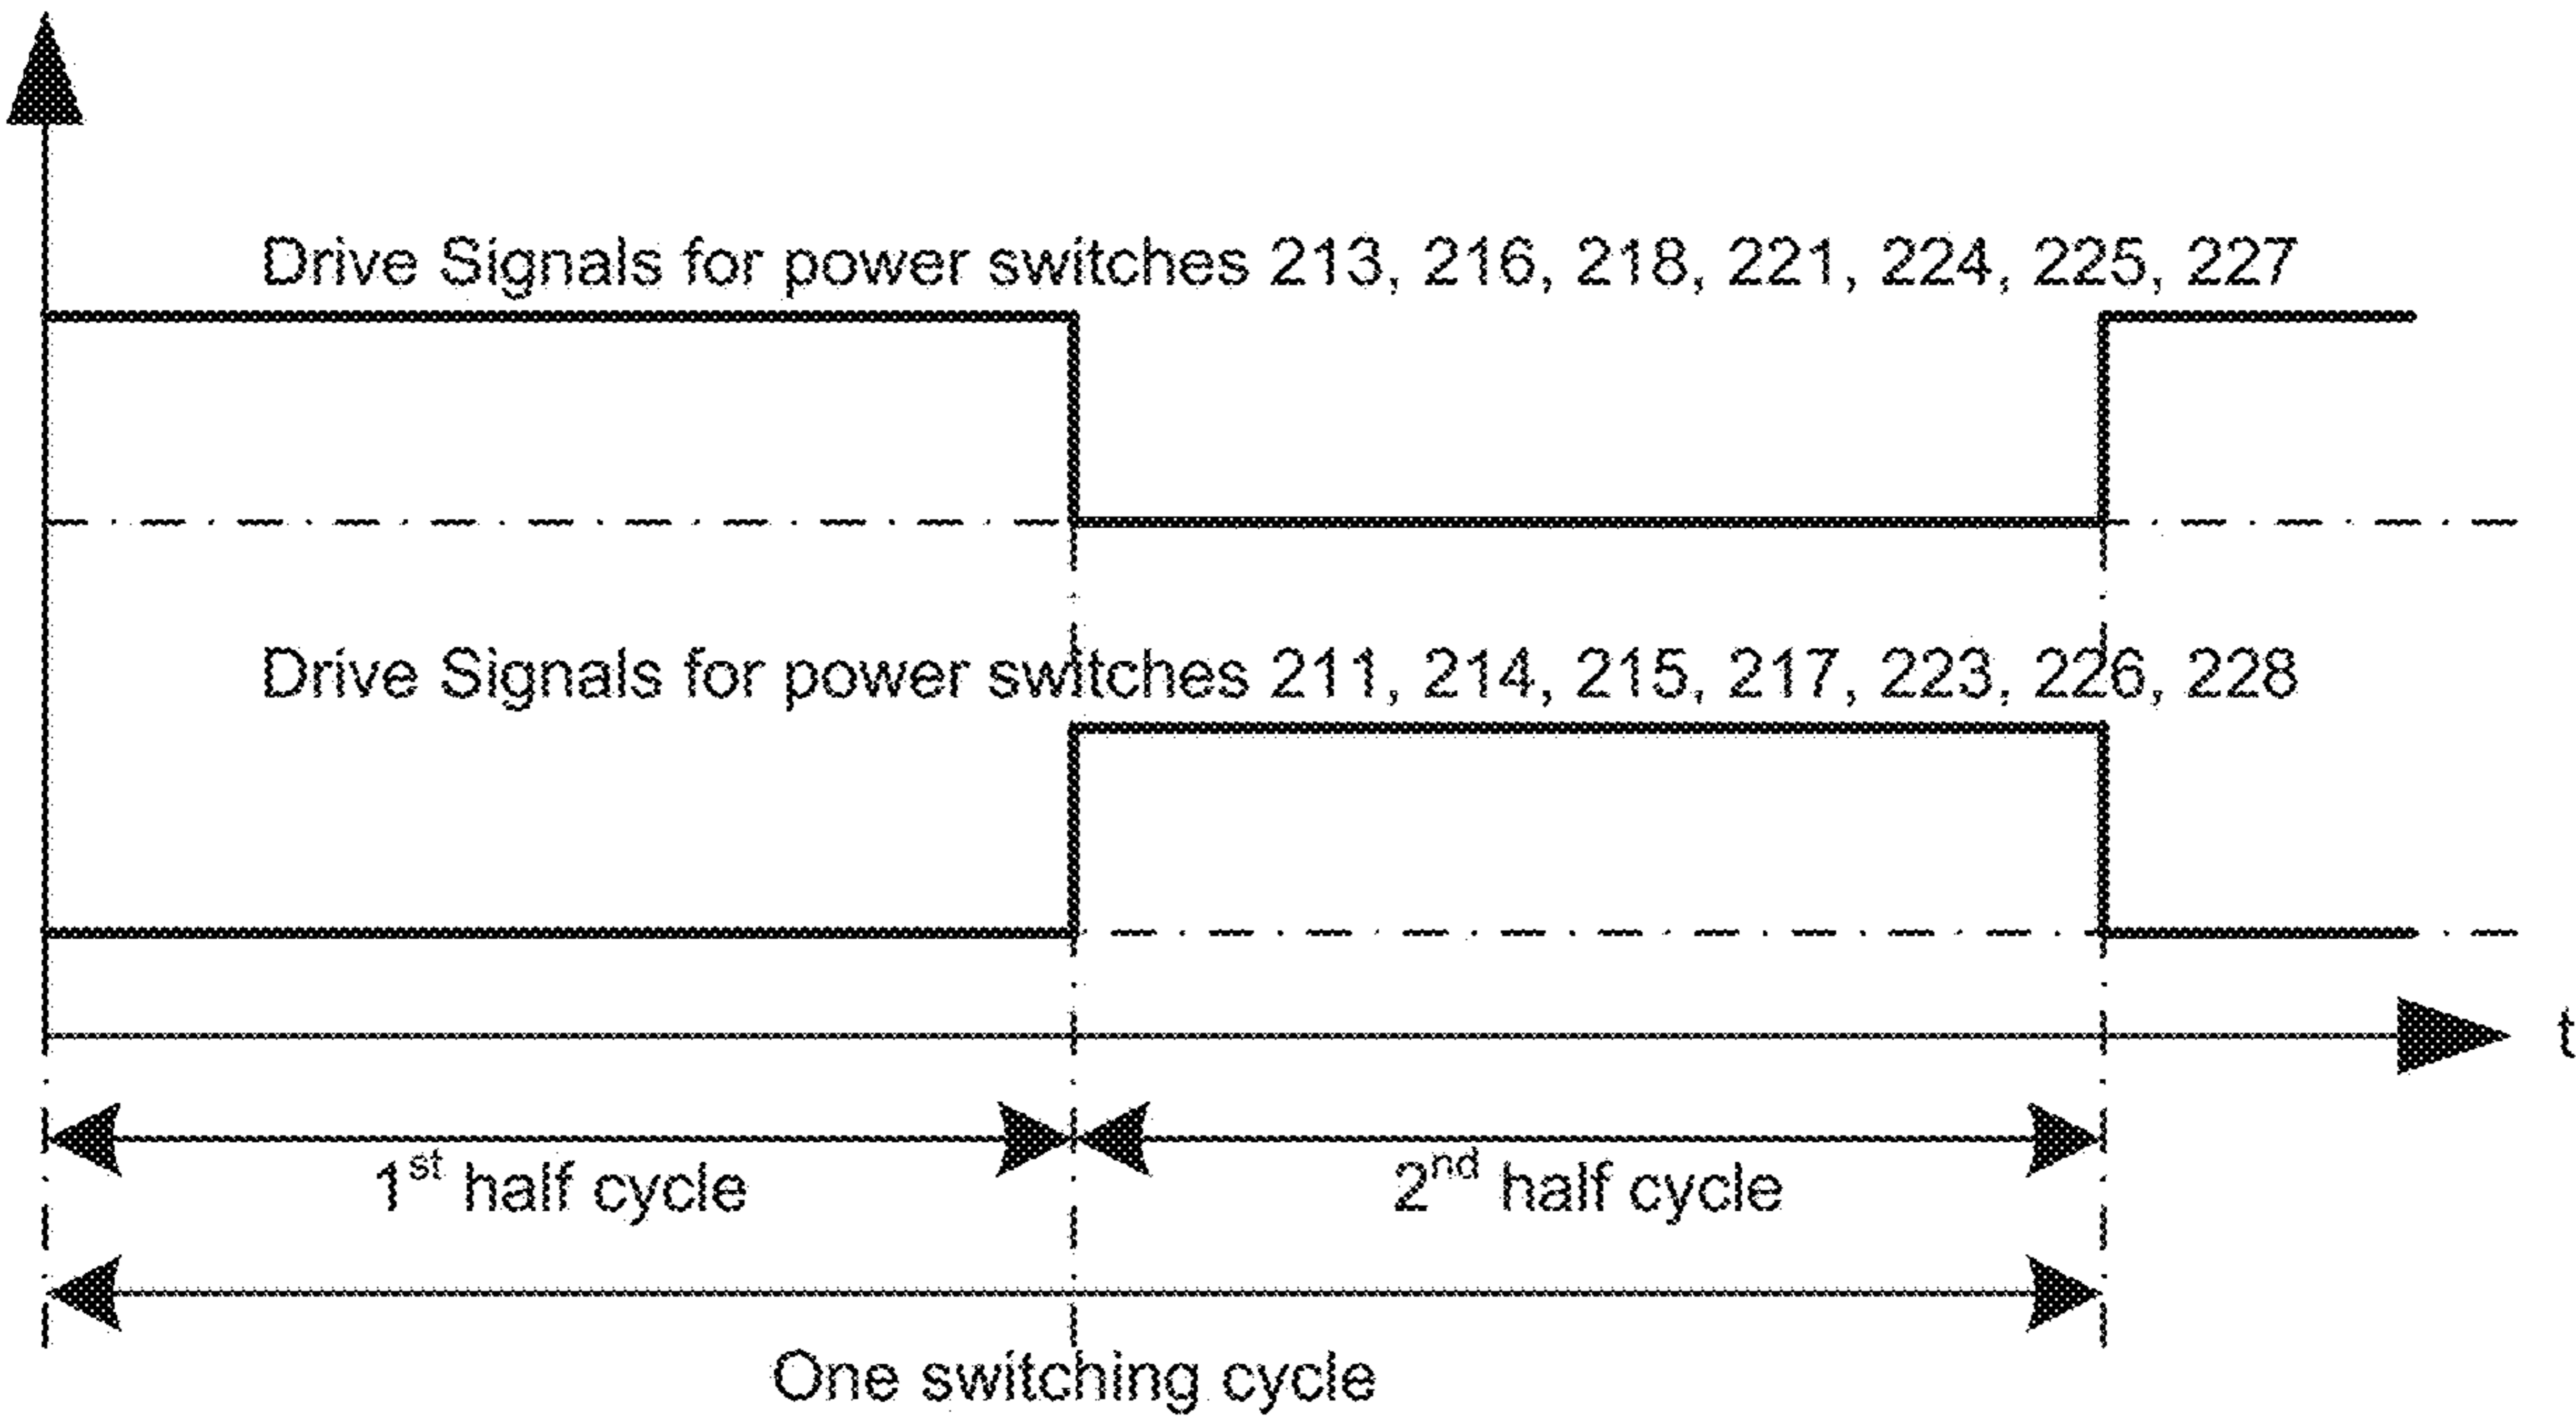 Drive Signals for power switches 213, 216, 218, 221, 224, 225, 227
Drive Signals for power switches 211, 214, 215, 217, 223, 226, 228
t
1st half cycle
2nd half cycle
One switching cycle